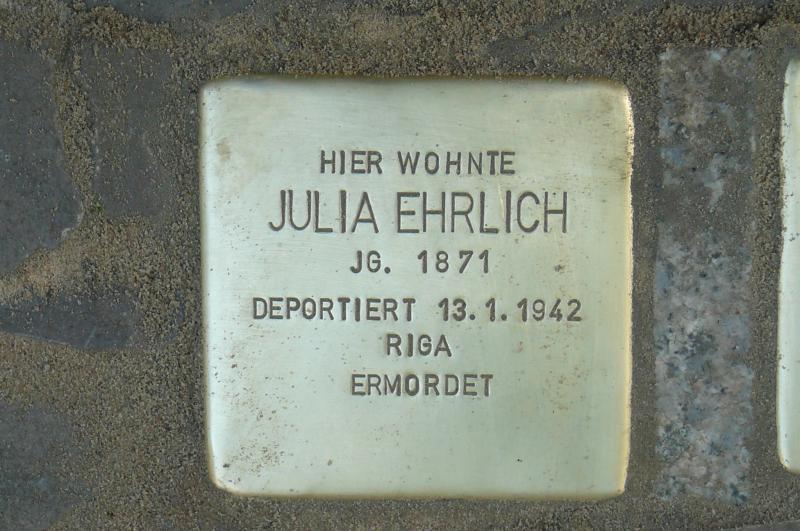 HIER WOHNTE
JULIA EHRLICH
JG. 1871
DEPORTIERT 13.1.1942
RIGA
ERMORDET